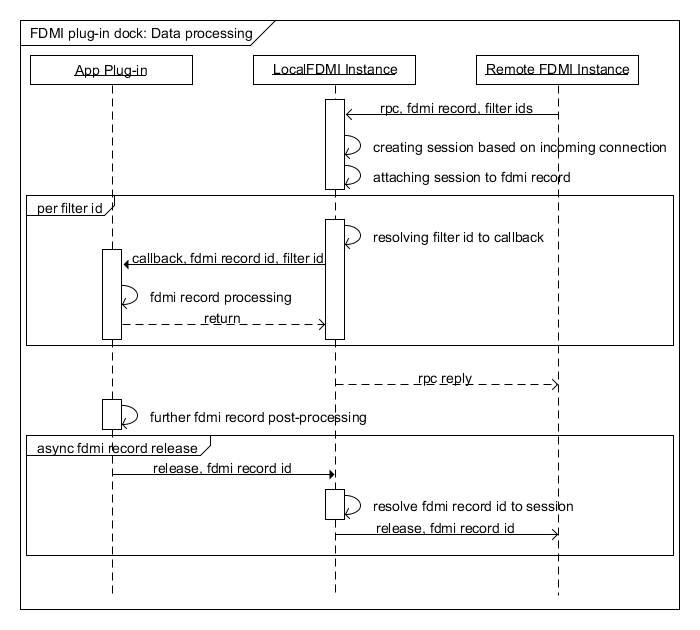 FDMI plug-in dock: Data processing
App Plug-in
LocalFDMI Instance
Remote FDMI Instance
rpc, fdmi record, filter ids
creating session based on incoming connection
attaching session to fdmi record
per filter id
resolving filter id to callback
callback, fdmi record id, filter id
fdmi record processing
return
rpc reply
further fdmi record post-processing
async fdmi record release
release, fdmi record id
resolve fdmi record id to session
release, fdmi record id